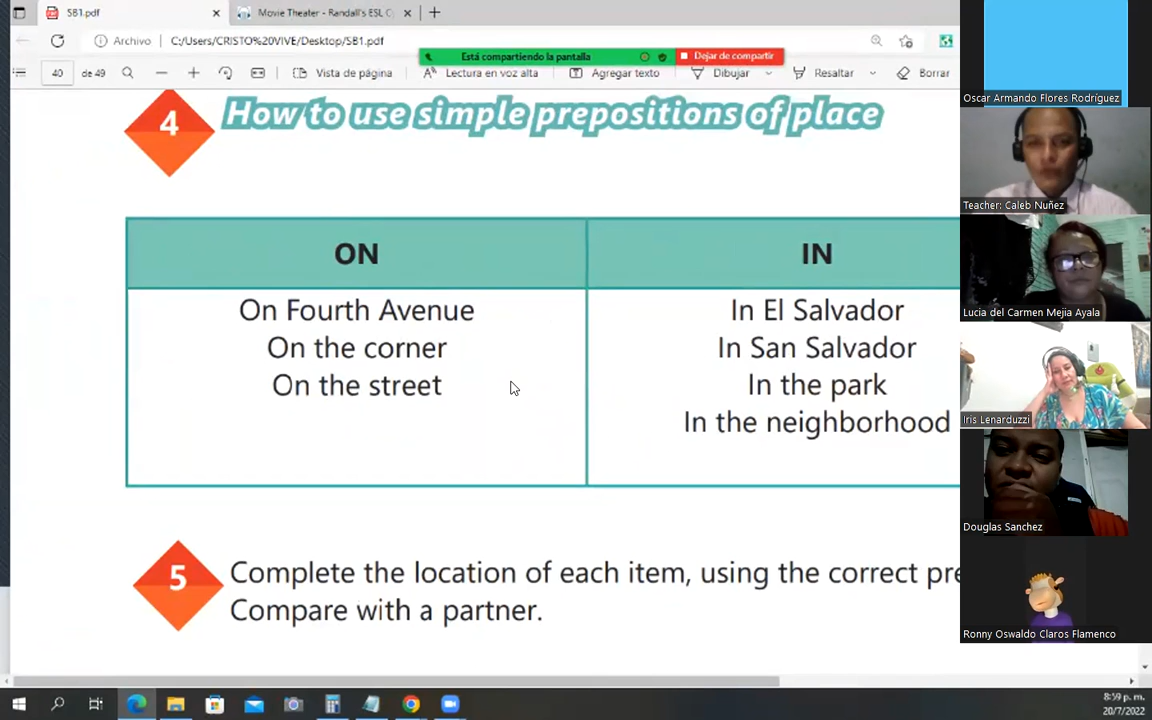 SB1.pdf
Movie Theater - Randall's ESL C
Archivo
C:/Users/CRISTO%20VIVE/Desktop/SB1.pdf
Está compartiendo la pantalla
Dejar de compartir
40
de 49
Vista de página
Lectura en voz alta
Agregar texto
Dibujar
Resaltar
Borrar
4
How to use simple prepositions of place
ON
IN
On Fourth Avenue
On the corner
On the street
In El Salvador
In San Salvador
In the park
In the neighborhood
5
Complete the location of each item, using the correct pre
Compare with a partner.
Oscar Armando Flores Rodríguez
Teacher: Caleb Nuñez
Lucia del Carmen Mejia Ayala
Iris Lenarduzzi
Douglas Sanchez
Ronny Oswaldo Claros Flamenco
8:59 p. m.
20/7/2022